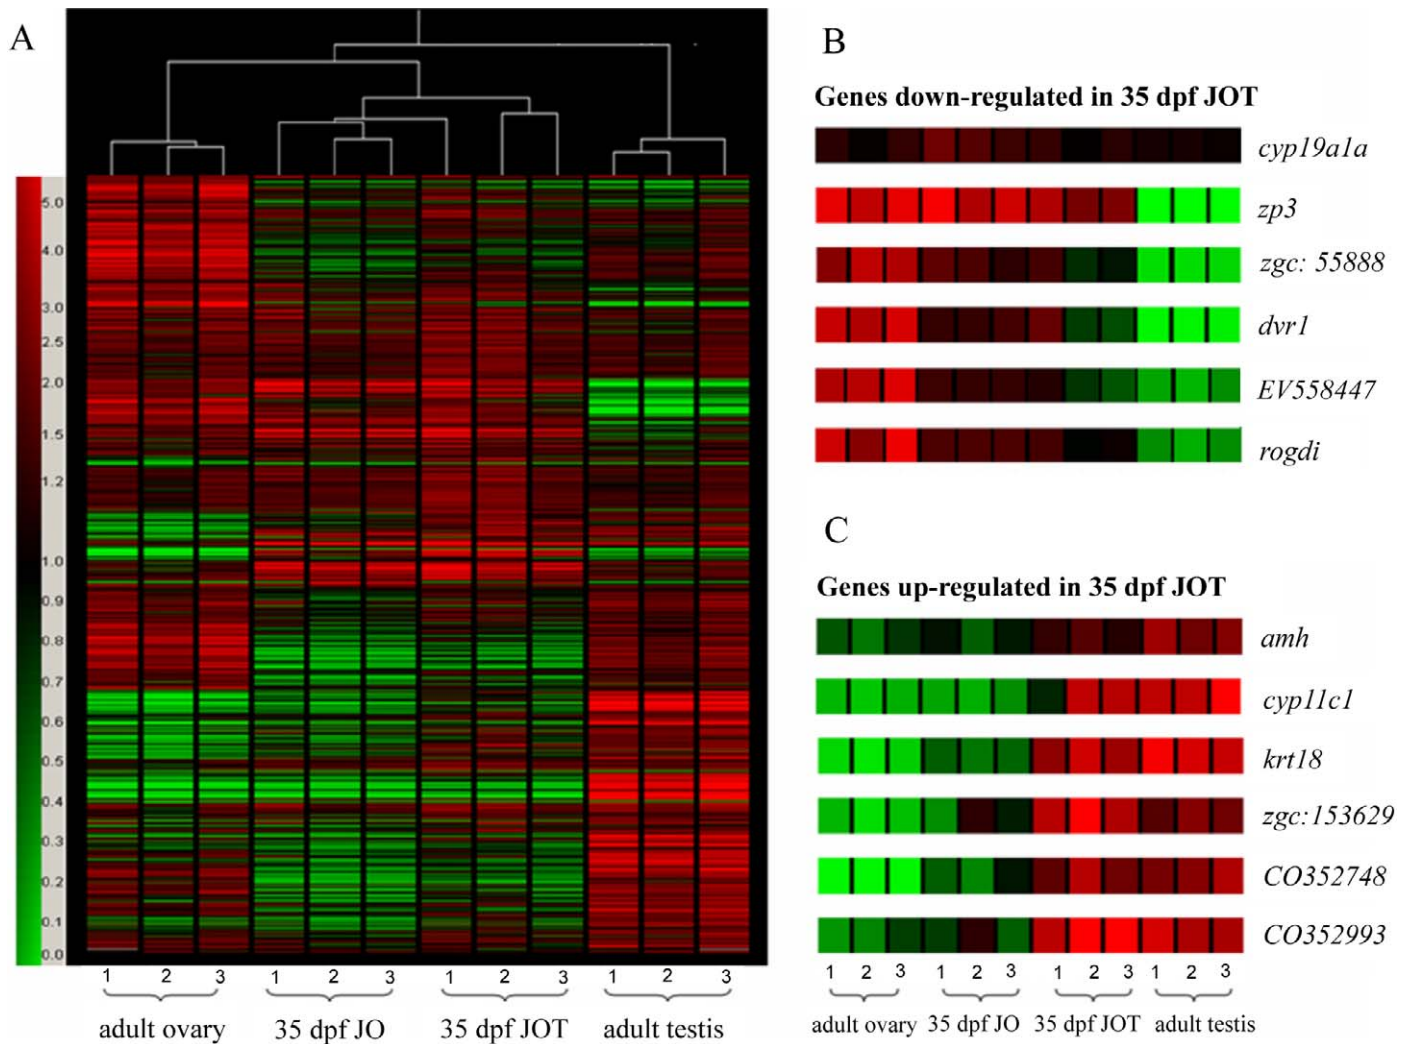 A
5.0
4.0
3.0
2.5
2.0
1.5
1.2
1.0
0.9
0.8
0.7
0.6
0.5
0.4
0.3
0.2
0.1
0.0
1 2 3 1 2 3 1 2 3 1 2 3
adult ovary 35 dpf JO 35 dpf JOT adult testis
B
Genes down-regulated in 35 dpf JOT
cyp19a1a
zp3
zgc: 55888
dvr1
EV558447
rogdi
C
Genes up-regulated in 35 dpf JOT
amh
cyp11c1
krt18
zgc:153629
CO352748
CO352993
1 2 3 1 2 3 1 2 3 1 2 3
adult ovary 35 dpf JO 35 dpf JOT adult testis